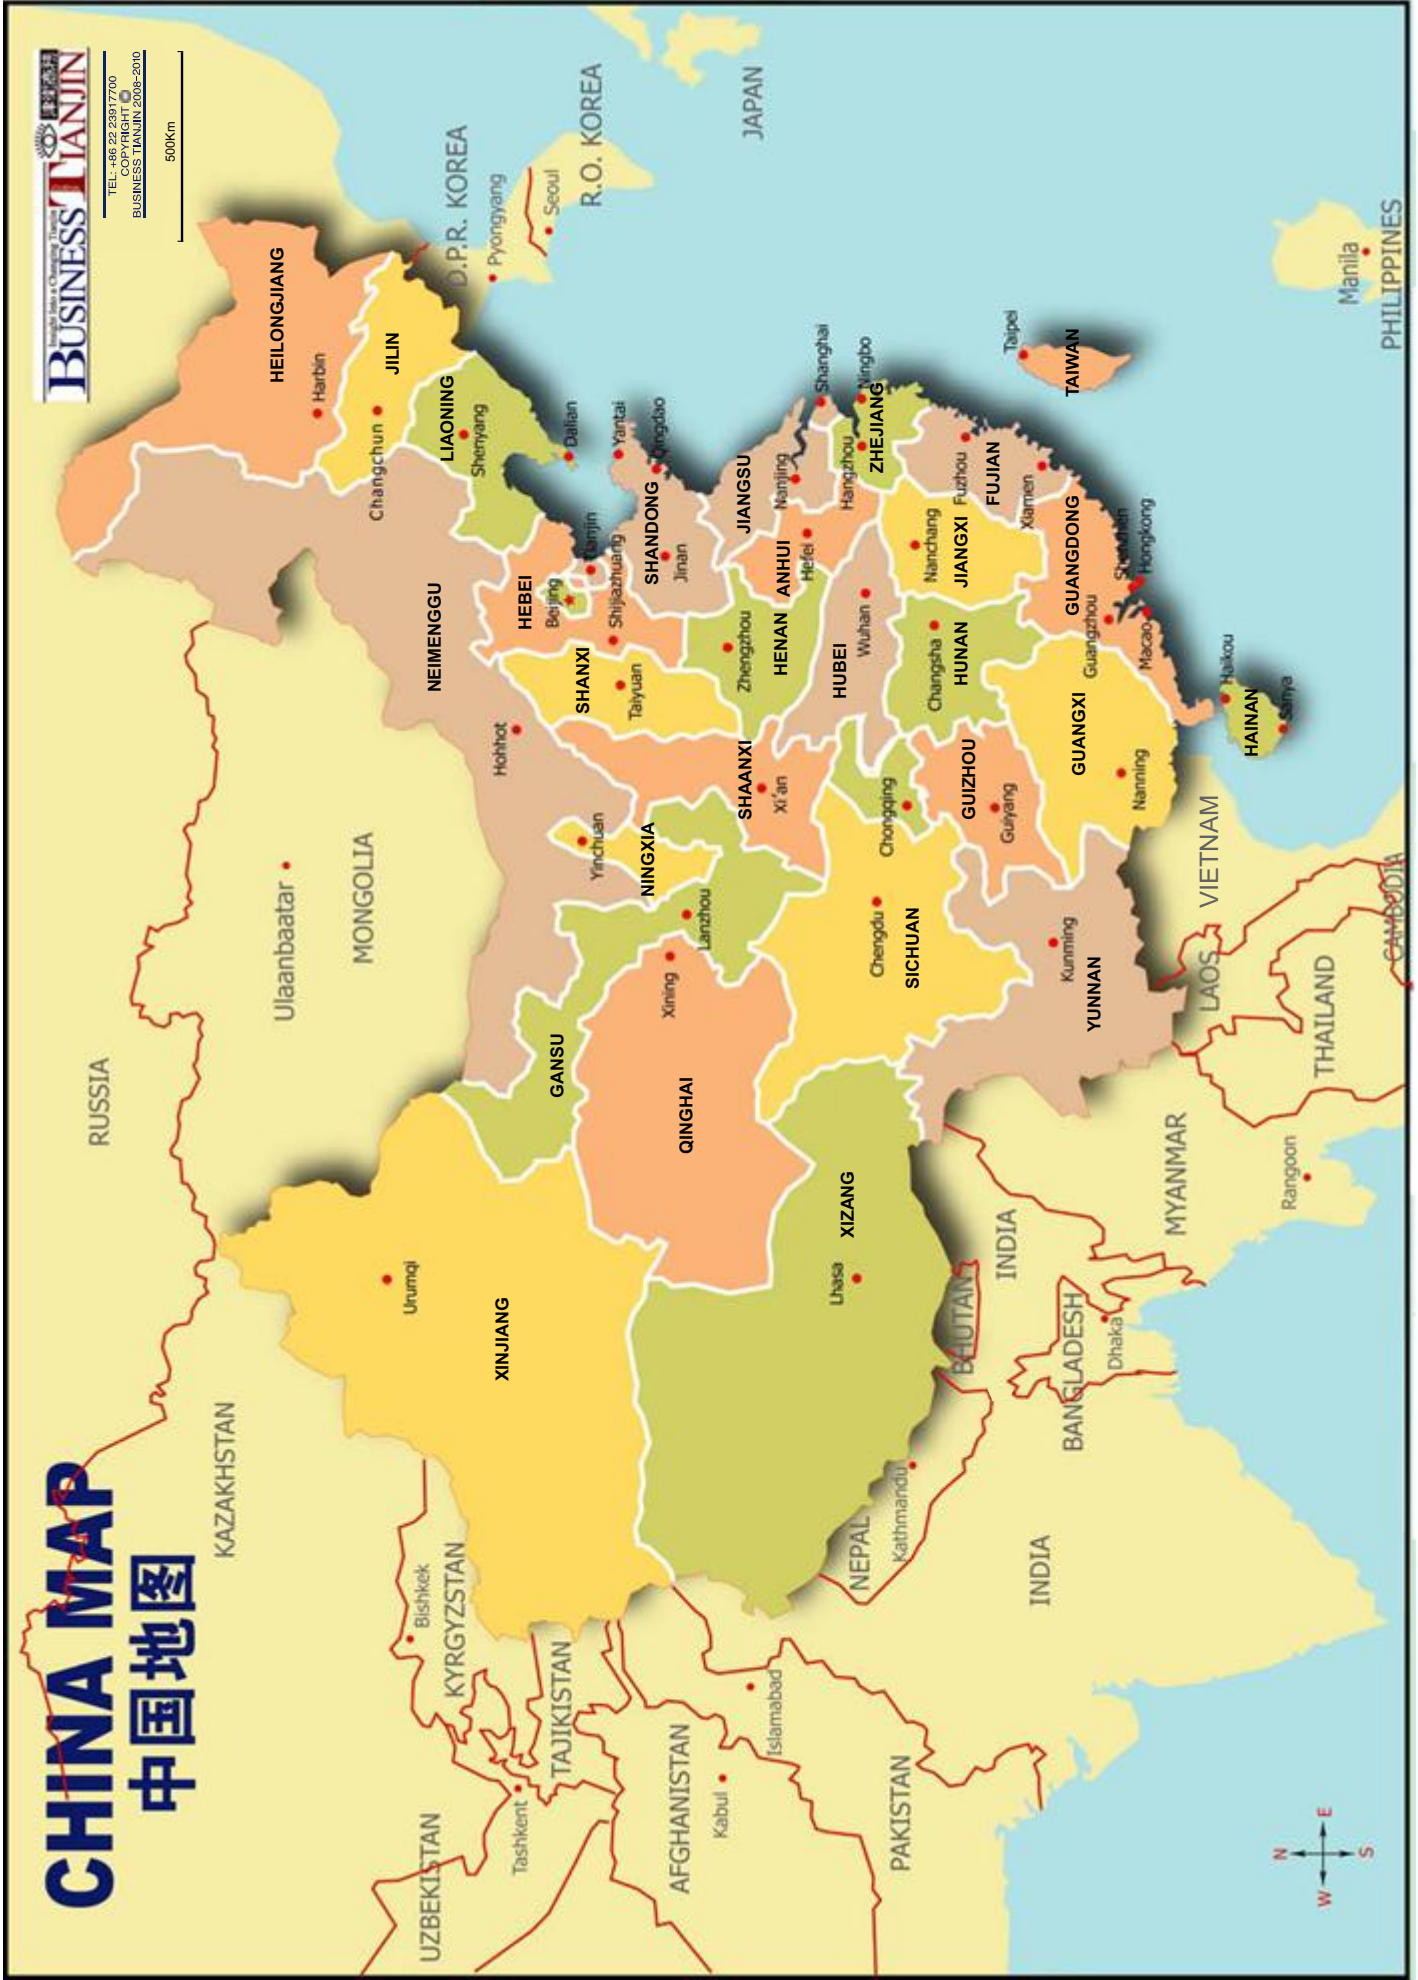 CHINA MAP
中国地图
Insight Into a Changing Tianjin
BUSINESS TIANJIN
TEL: +86 22 23917700
COPYRIGHT
BUSINESS TIANJIN 2008-2010
500Km
RUSSIA
KAZAKHSTAN
MONGOLIA
Ulaanbaatar
HEILONGJIANG
Harbin
JILIN
Changchun
LIAONING
Shenyang
Dalian
D.P.R. KOREA
Pyongyang
Seoul
R.O. KOREA
JAPAN
NEIMENGGU
Hohhot
HEBEI
Beijing
Tianjin
Shijiazhuang
SHANXI
Taiyuan
SHANDONG
Jinan
Yantai
Qingdao
Bishkek
KYRGYZSTAN
UZBEKISTAN
Tashkent
TAJIKISTAN
AFGHANISTAN
Kabul
Islamabad
PAKISTAN
Urumqi
XINJIANG
GANSU
Lanzhou
NINGXIA
Yinchuan
QINGHAI
Xining
SHAANXI
Xi'an
HENAN
Zhengzhou
JIANGSU
Nanjing
ANHUI
Hefei
Shanghai
HUBEI
Wuhan
Hangzhou
ZHEJIANG
Ningbo
XIZANG
Lhasa
SICHUAN
Chengdu
Chongqing
HUNAN
Changsha
JIANGXI
Nanchang
FUJIAN
Fuzhou
Xiamen
Taipei
TAIWAN
GUIZHOU
Guiyang
YUNNAN
Kunming
GUANGXI
Nanning
GUANGDONG
Guangzhou
Shenzhen
Hongkong
Macao
HAINAN
Haikou
Sanya
NEPAL
Kathmandu
BHUTAN
INDIA
INDIA
BANGLADESH
Dhaka
MYANMAR
Rangoon
LAOS
VIETNAM
THAILAND
CAMBODIA
Manila
PHILIPPINES
N
W
E
S